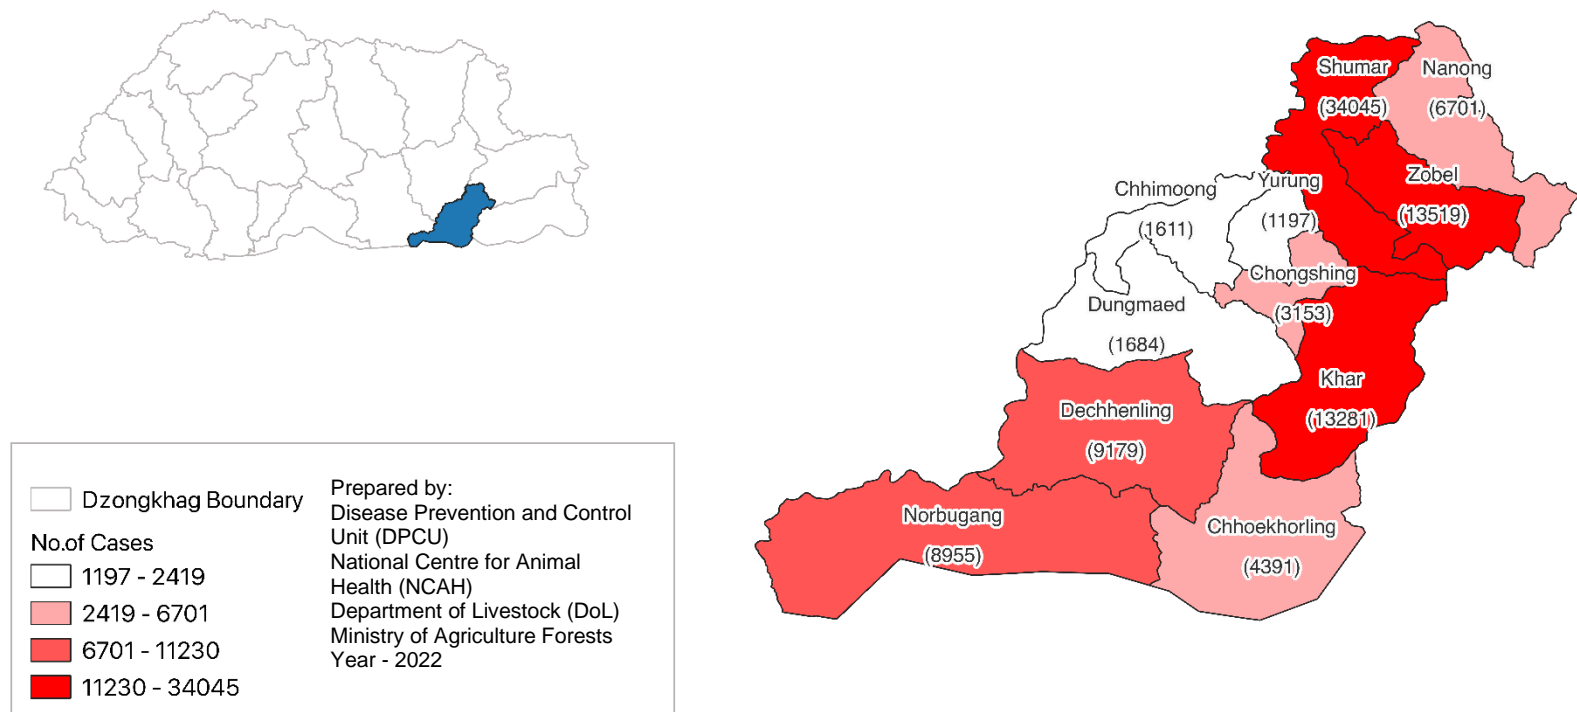 Shumar
(34045)
Nanong
(6701)
Zobel
(13519)
Yurung
(1197)
Chhimoong
(1611)
Chongshing
(3153)
Dungmaed
(1684)
Khar
(13281)
Dechhenling
(9179)
Norbugang
(8955)
Chhoekhorling
(4391)
Dzongkhag Boundary
No.of Cases
1197 - 2419
2419 - 6701
6701 - 11230
11230 - 34045
Prepared by:
Disease Prevention and Control
Unit (DPCU)
National Centre for Animal
Health (NCAH)
Department of Livestock (DoL)
Ministry of Agriculture Forests
Year - 2022